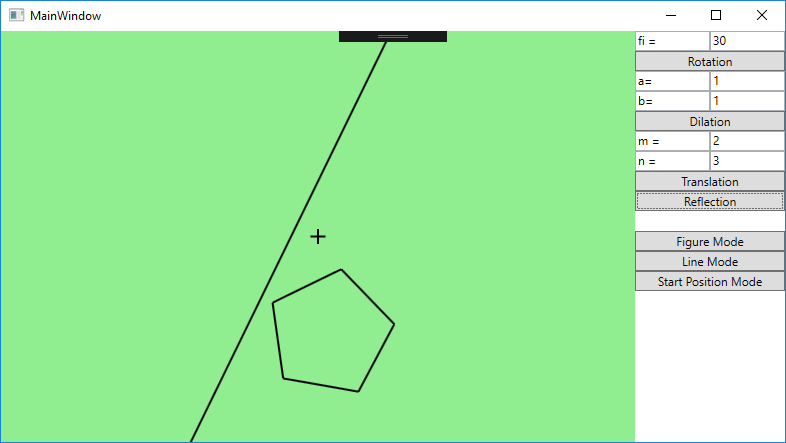 MainWindow
fi = 30
Rotation
a= 1
b= 1
Dilation
m = 2
n = 3
Translation
Reflection
Figure Mode
Line Mode
Start Position Mode